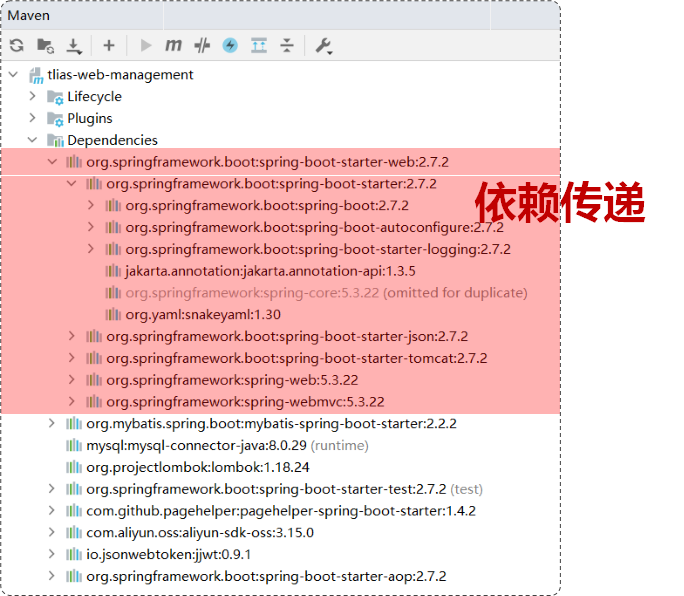 Maven
tlias-web-management
Lifecycle
Plugins
Dependencies
org.springframework.boot:spring-boot-starter-web:2.7.2
org.springframework.boot:spring-boot-starter:2.7.2
依赖传递
org.springframework.boot:spring-boot:2.7.2
org.springframework.boot:spring-boot-autoconfigure:2.7.2
org.springframework.boot:spring-boot-starter-logging:2.7.2
jakarta.annotation:jakarta.annotation-api:1.3.5
org.springframework:spring-core:5.3.22 (omitted for duplicate)
org.yaml:snakeyaml:1.30
org.springframework.boot:spring-boot-starter-json:2.7.2
org.springframework.boot:spring-boot-starter-tomcat:2.7.2
org.springframework:spring-web:5.3.22
org.springframework:spring-webmvc:5.3.22
org.mybatis.spring.boot:mybatis-spring-boot-starter:2.2.2
mysql:mysql-connector-java:8.0.29 (runtime)
org.projectlombok:lombok:1.18.24
org.springframework.boot:spring-boot-starter-test:2.7.2 (test)
com.github.pagehelper:pagehelper-spring-boot-starter:1.4.2
com.aliyun.oss:aliyun-sdk-oss:3.15.0
io.jsonwebtoken:jjwt:0.9.1
org.springframework.boot:spring-boot-starter-aop:2.7.2